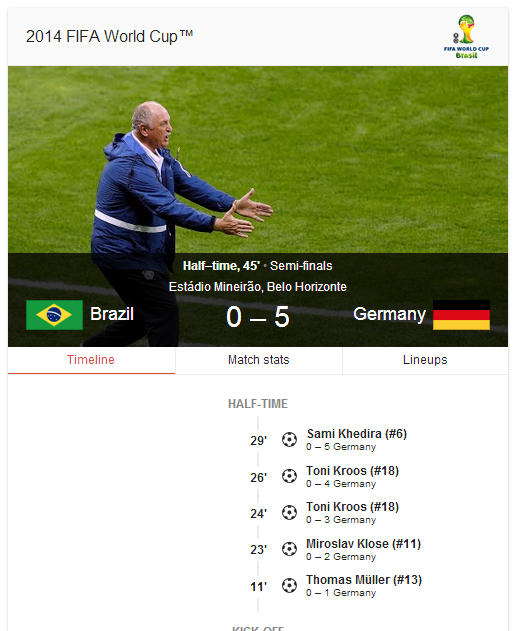 2014 FIFA World Cup™
FIFA WORLD CUP
Brasil
Half–time, 45' · Semi-finals
Estádio Mineirão, Belo Horizonte
Brazil 0 – 5 Germany
Timeline Match stats Lineups
HALF-TIME
29' Sami Khedira (#6)
0 – 5 Germany
26' Toni Kroos (#18)
0 – 4 Germany
24' Toni Kroos (#18)
0 – 3 Germany
23' Miroslav Klose (#11)
0 – 2 Germany
11' Thomas Müller (#13)
0 – 1 Germany
KICK-OFF